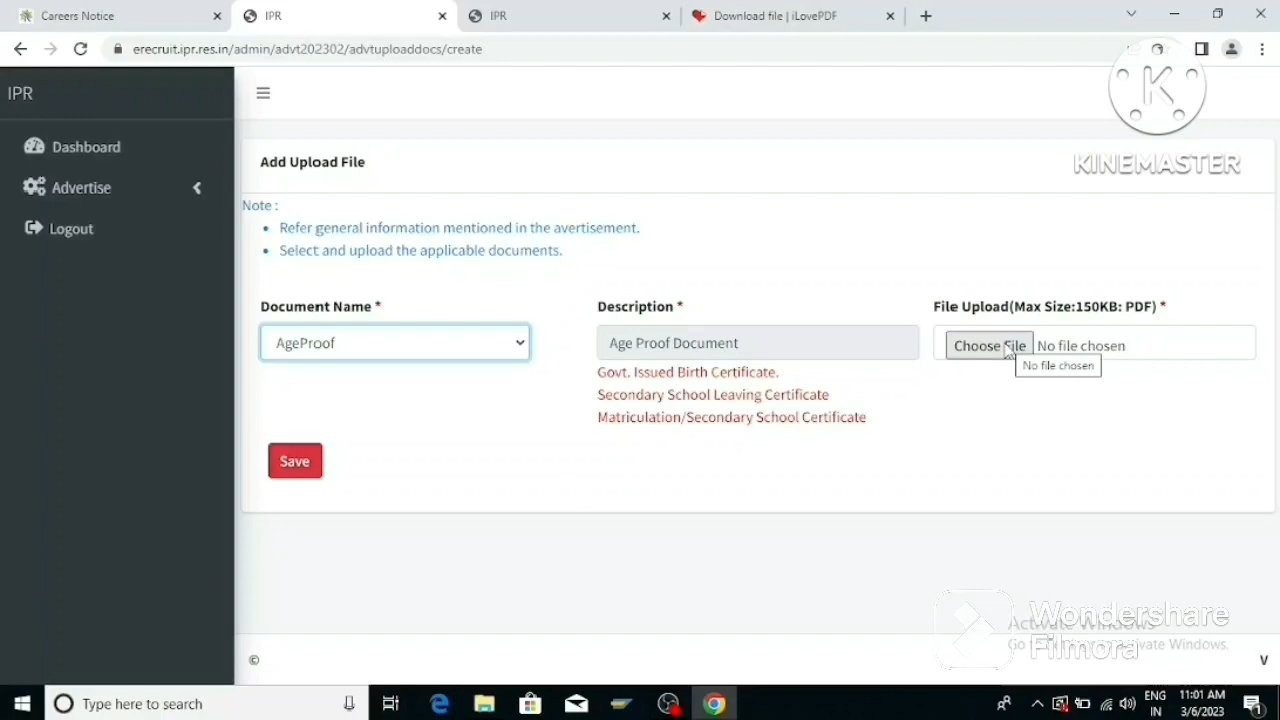 Careers Notice
IPR
IPR
Download file | iLovePDF
erecruit.ipr.res.in/admin/advt202302/advtuploaddocs/create
IPR
K
KINEMASTER
Dashboard
Advertise
Logout
Add Upload File
Note :
Refer general information mentioned in the avertisement.
Select and upload the applicable documents.
Document Name *
Description *
File Upload(Max Size:150KB: PDF) *
AgeProof
Age Proof Document
Choose File No file chosen
No file chosen
Govt. Issued Birth Certificate.
Secondary School Leaving Certificate
Matriculation/Secondary School Certificate
Save
Activate Windows
Wondershare
Filmora
© V
Type here to search
ENG
IN
11:01 AM
3/6/2023
1